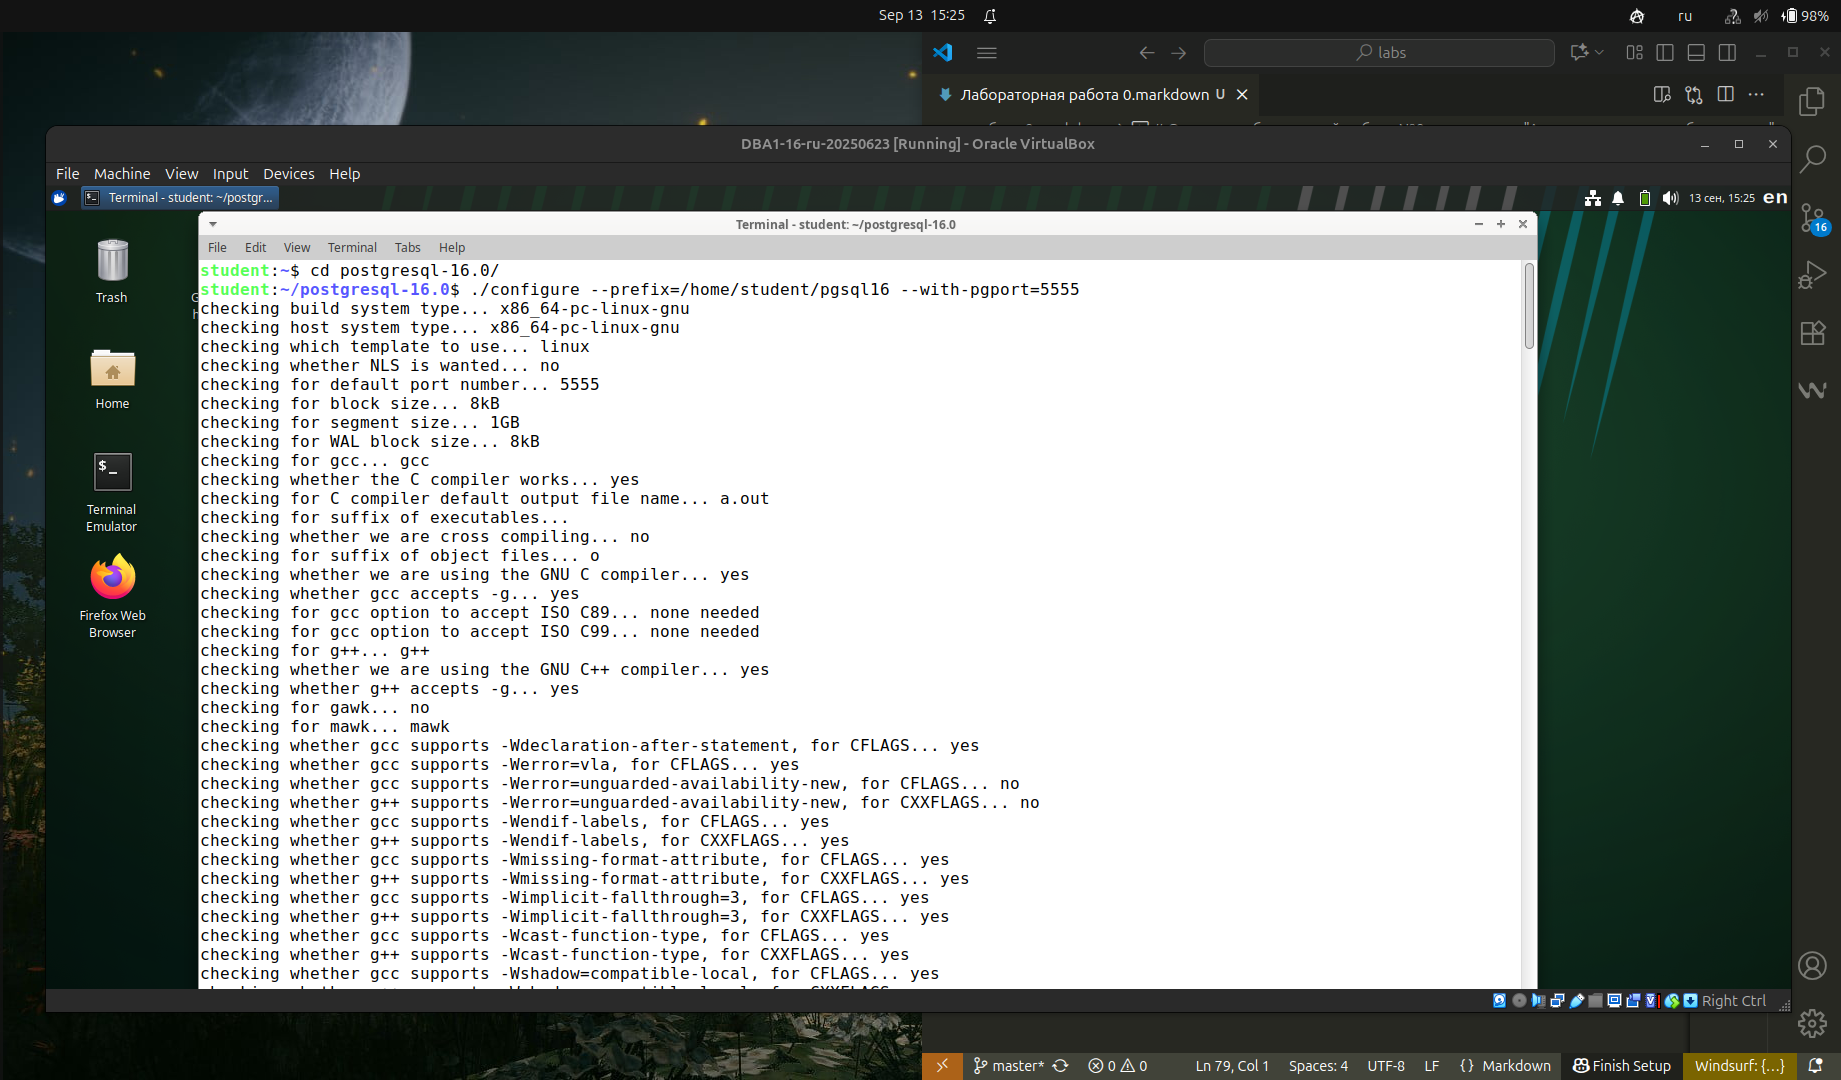 Sep 13 15:25
ru
98%
labs
Лабораторная работа 0.markdown U
DBA1-16-ru-20250623 [Running] - Oracle VirtualBox
File Machine View Input Devices Help
Terminal - student: ~/postgr...
13 сен, 15:25 en
Terminal - student: ~/postgresql-16.0
File Edit View Terminal Tabs Help
Trash
Home
Terminal
Emulator
Firefox Web
Browser
student:~$ cd postgresql-16.0/
student:~/postgresql-16.0$ ./configure --prefix=/home/student/pgsql16 --with-pgport=5555
checking build system type... x86_64-pc-linux-gnu
checking host system type... x86_64-pc-linux-gnu
checking which template to use... linux
checking whether NLS is wanted... no
checking for default port number... 5555
checking for block size... 8kB
checking for segment size... 1GB
checking for WAL block size... 8kB
checking for gcc... gcc
checking whether the C compiler works... yes
checking for C compiler default output file name... a.out
checking for suffix of executables...
checking whether we are cross compiling... no
checking for suffix of object files... o
checking whether we are using the GNU C compiler... yes
checking whether gcc accepts -g... yes
checking for gcc option to accept ISO C89... none needed
checking for gcc option to accept ISO C99... none needed
checking for g++... g++
checking whether we are using the GNU C++ compiler... yes
checking whether g++ accepts -g... yes
checking for gawk... no
checking for mawk... mawk
checking whether gcc supports -Wdeclaration-after-statement, for CFLAGS... yes
checking whether gcc supports -Werror=vla, for CFLAGS... yes
checking whether gcc supports -Werror=unguarded-availability-new, for CFLAGS... no
checking whether g++ supports -Werror=unguarded-availability-new, for CXXFLAGS... no
checking whether gcc supports -Wendif-labels, for CFLAGS... yes
checking whether g++ supports -Wendif-labels, for CXXFLAGS... yes
checking whether gcc supports -Wmissing-format-attribute, for CFLAGS... yes
checking whether g++ supports -Wmissing-format-attribute, for CXXFLAGS... yes
checking whether gcc supports -Wimplicit-fallthrough=3, for CFLAGS... yes
checking whether g++ supports -Wimplicit-fallthrough=3, for CXXFLAGS... yes
checking whether gcc supports -Wcast-function-type, for CFLAGS... yes
checking whether g++ supports -Wcast-function-type, for CXXFLAGS... yes
checking whether gcc supports -Wshadow=compatible-local, for CFLAGS... yes
16
Right Ctrl
master* 0 0 Ln 79, Col 1 Spaces: 4 UTF-8 LF {} Markdown Finish Setup Windsurf: {...}